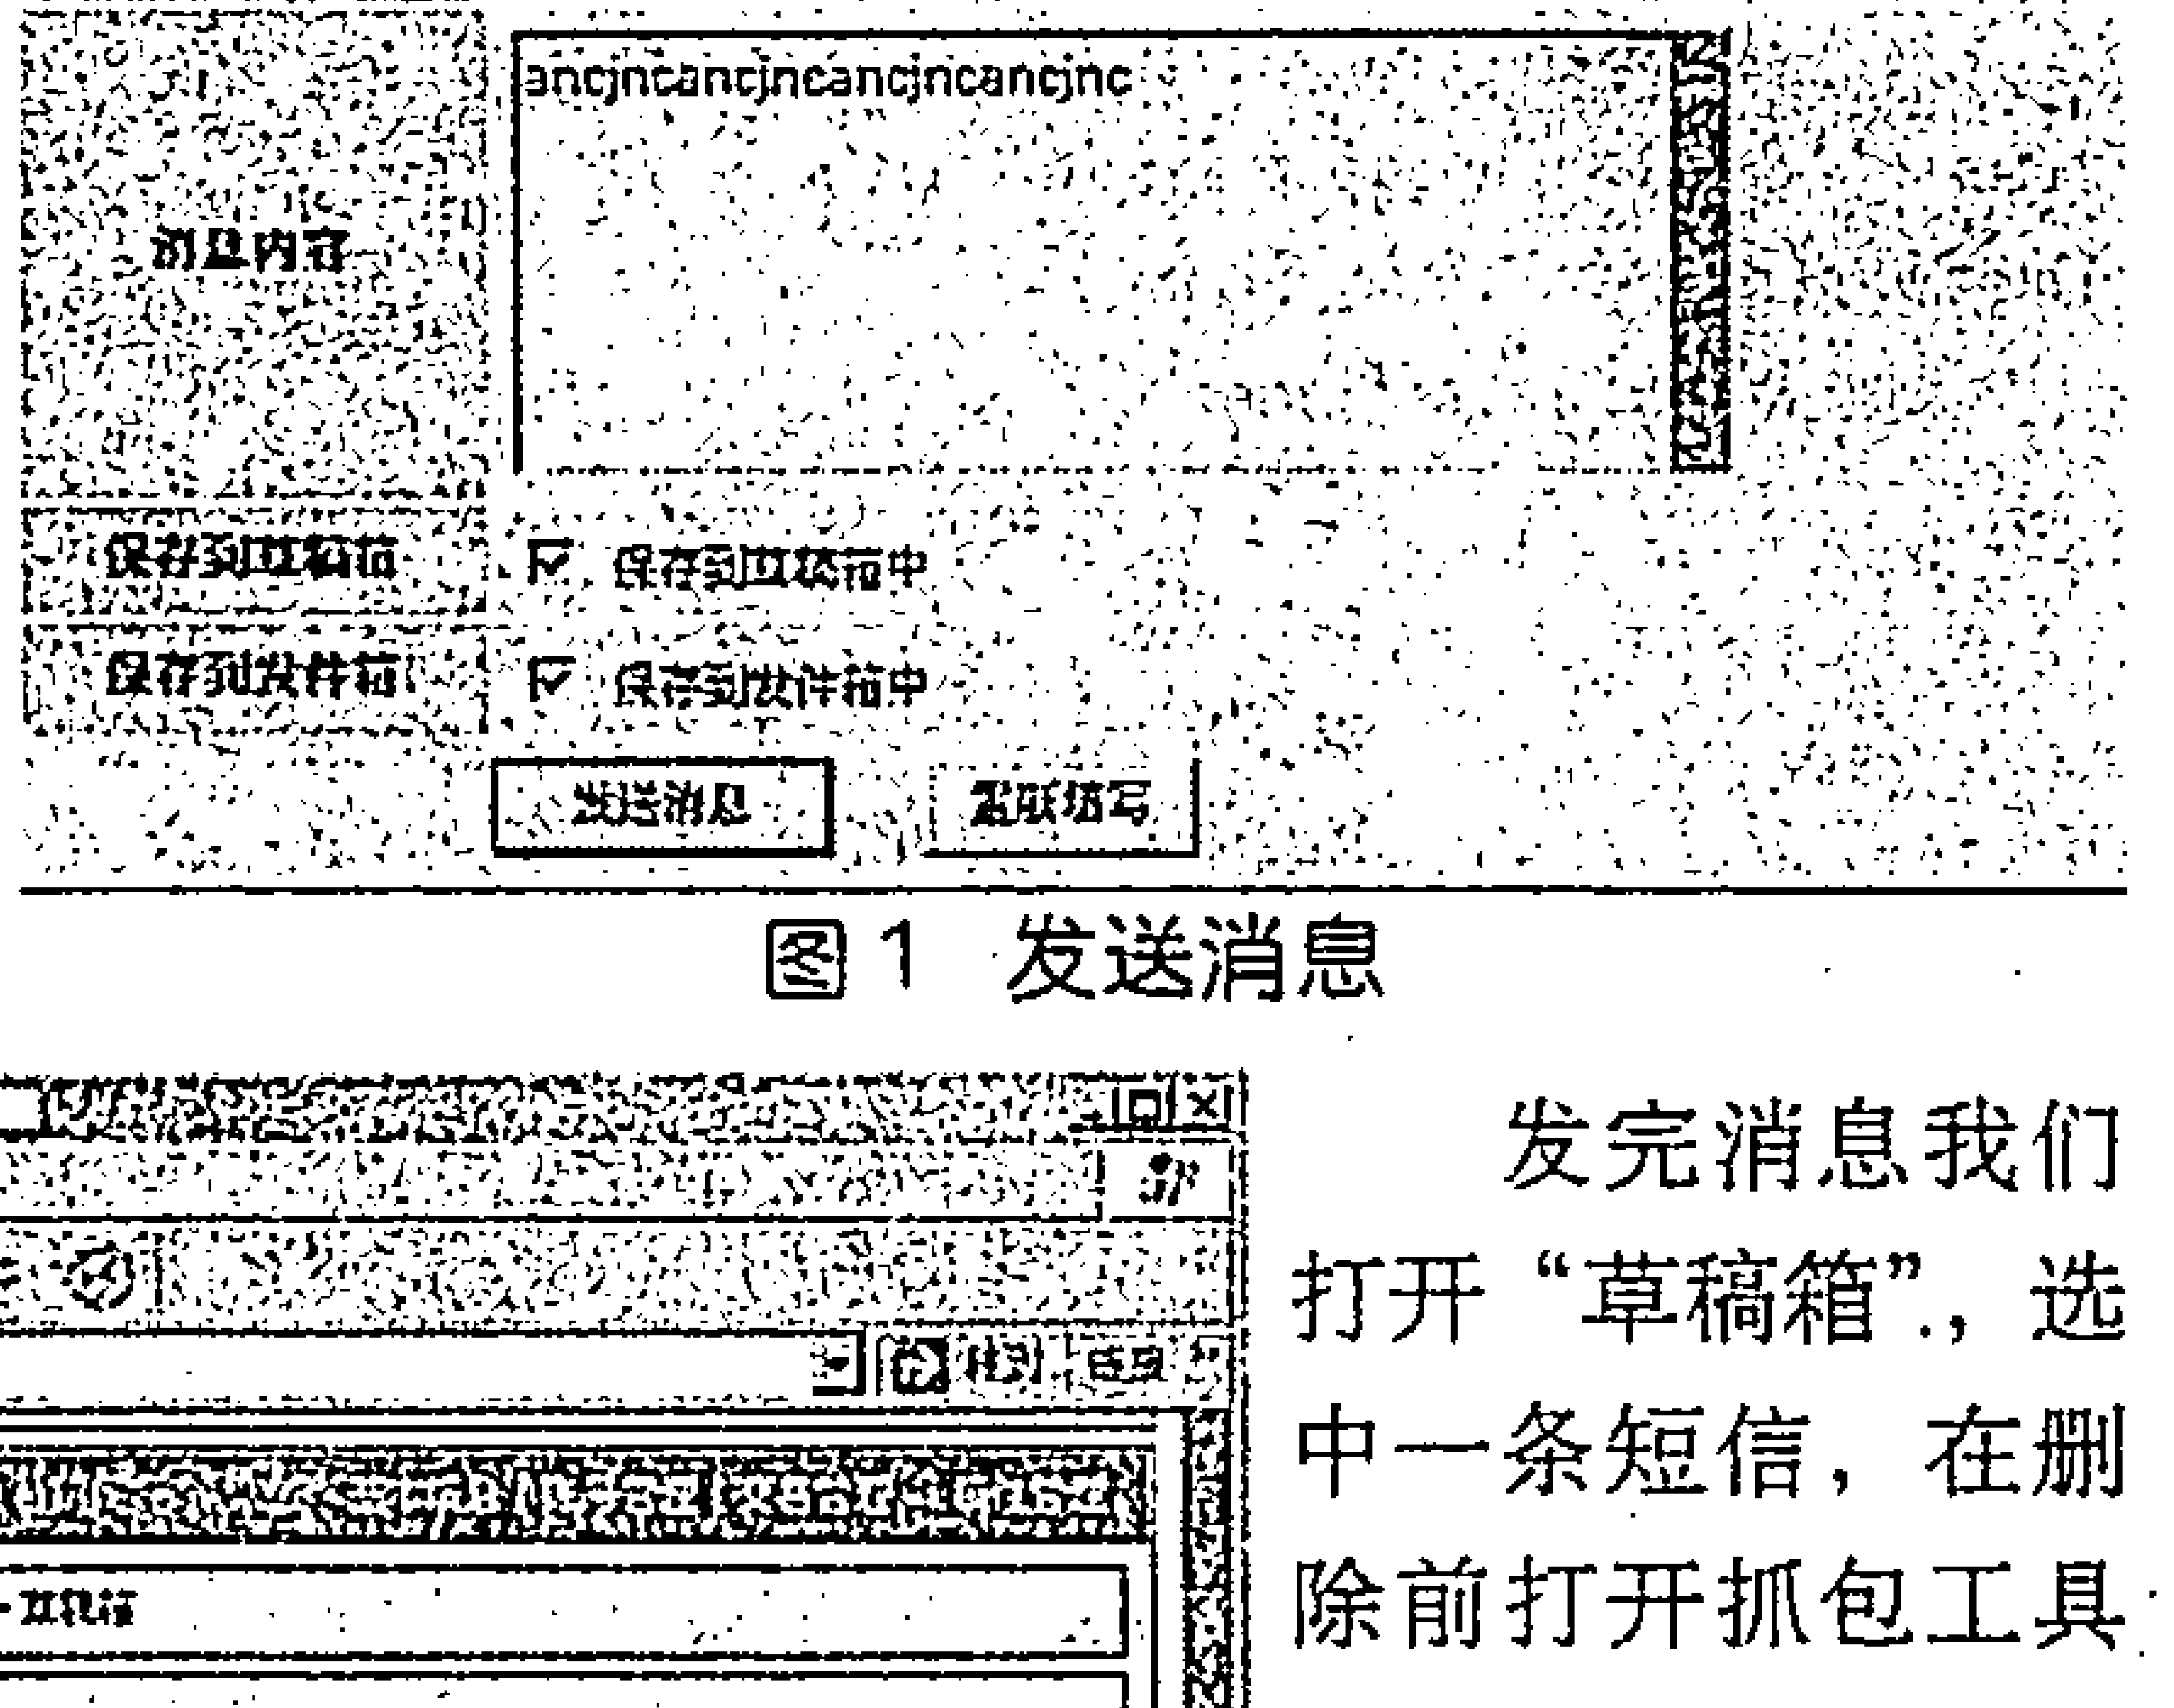 ancjncancjncancjncancjnc
消息内容
保存到草稿箱 保存到草稿箱中
保存到发件箱 保存到发件箱中
发送消息 重新填写
图1 发送消息
转到
发完消息我们
打开“草稿箱”，选
中一条短信，在删
除前打开抓包工具